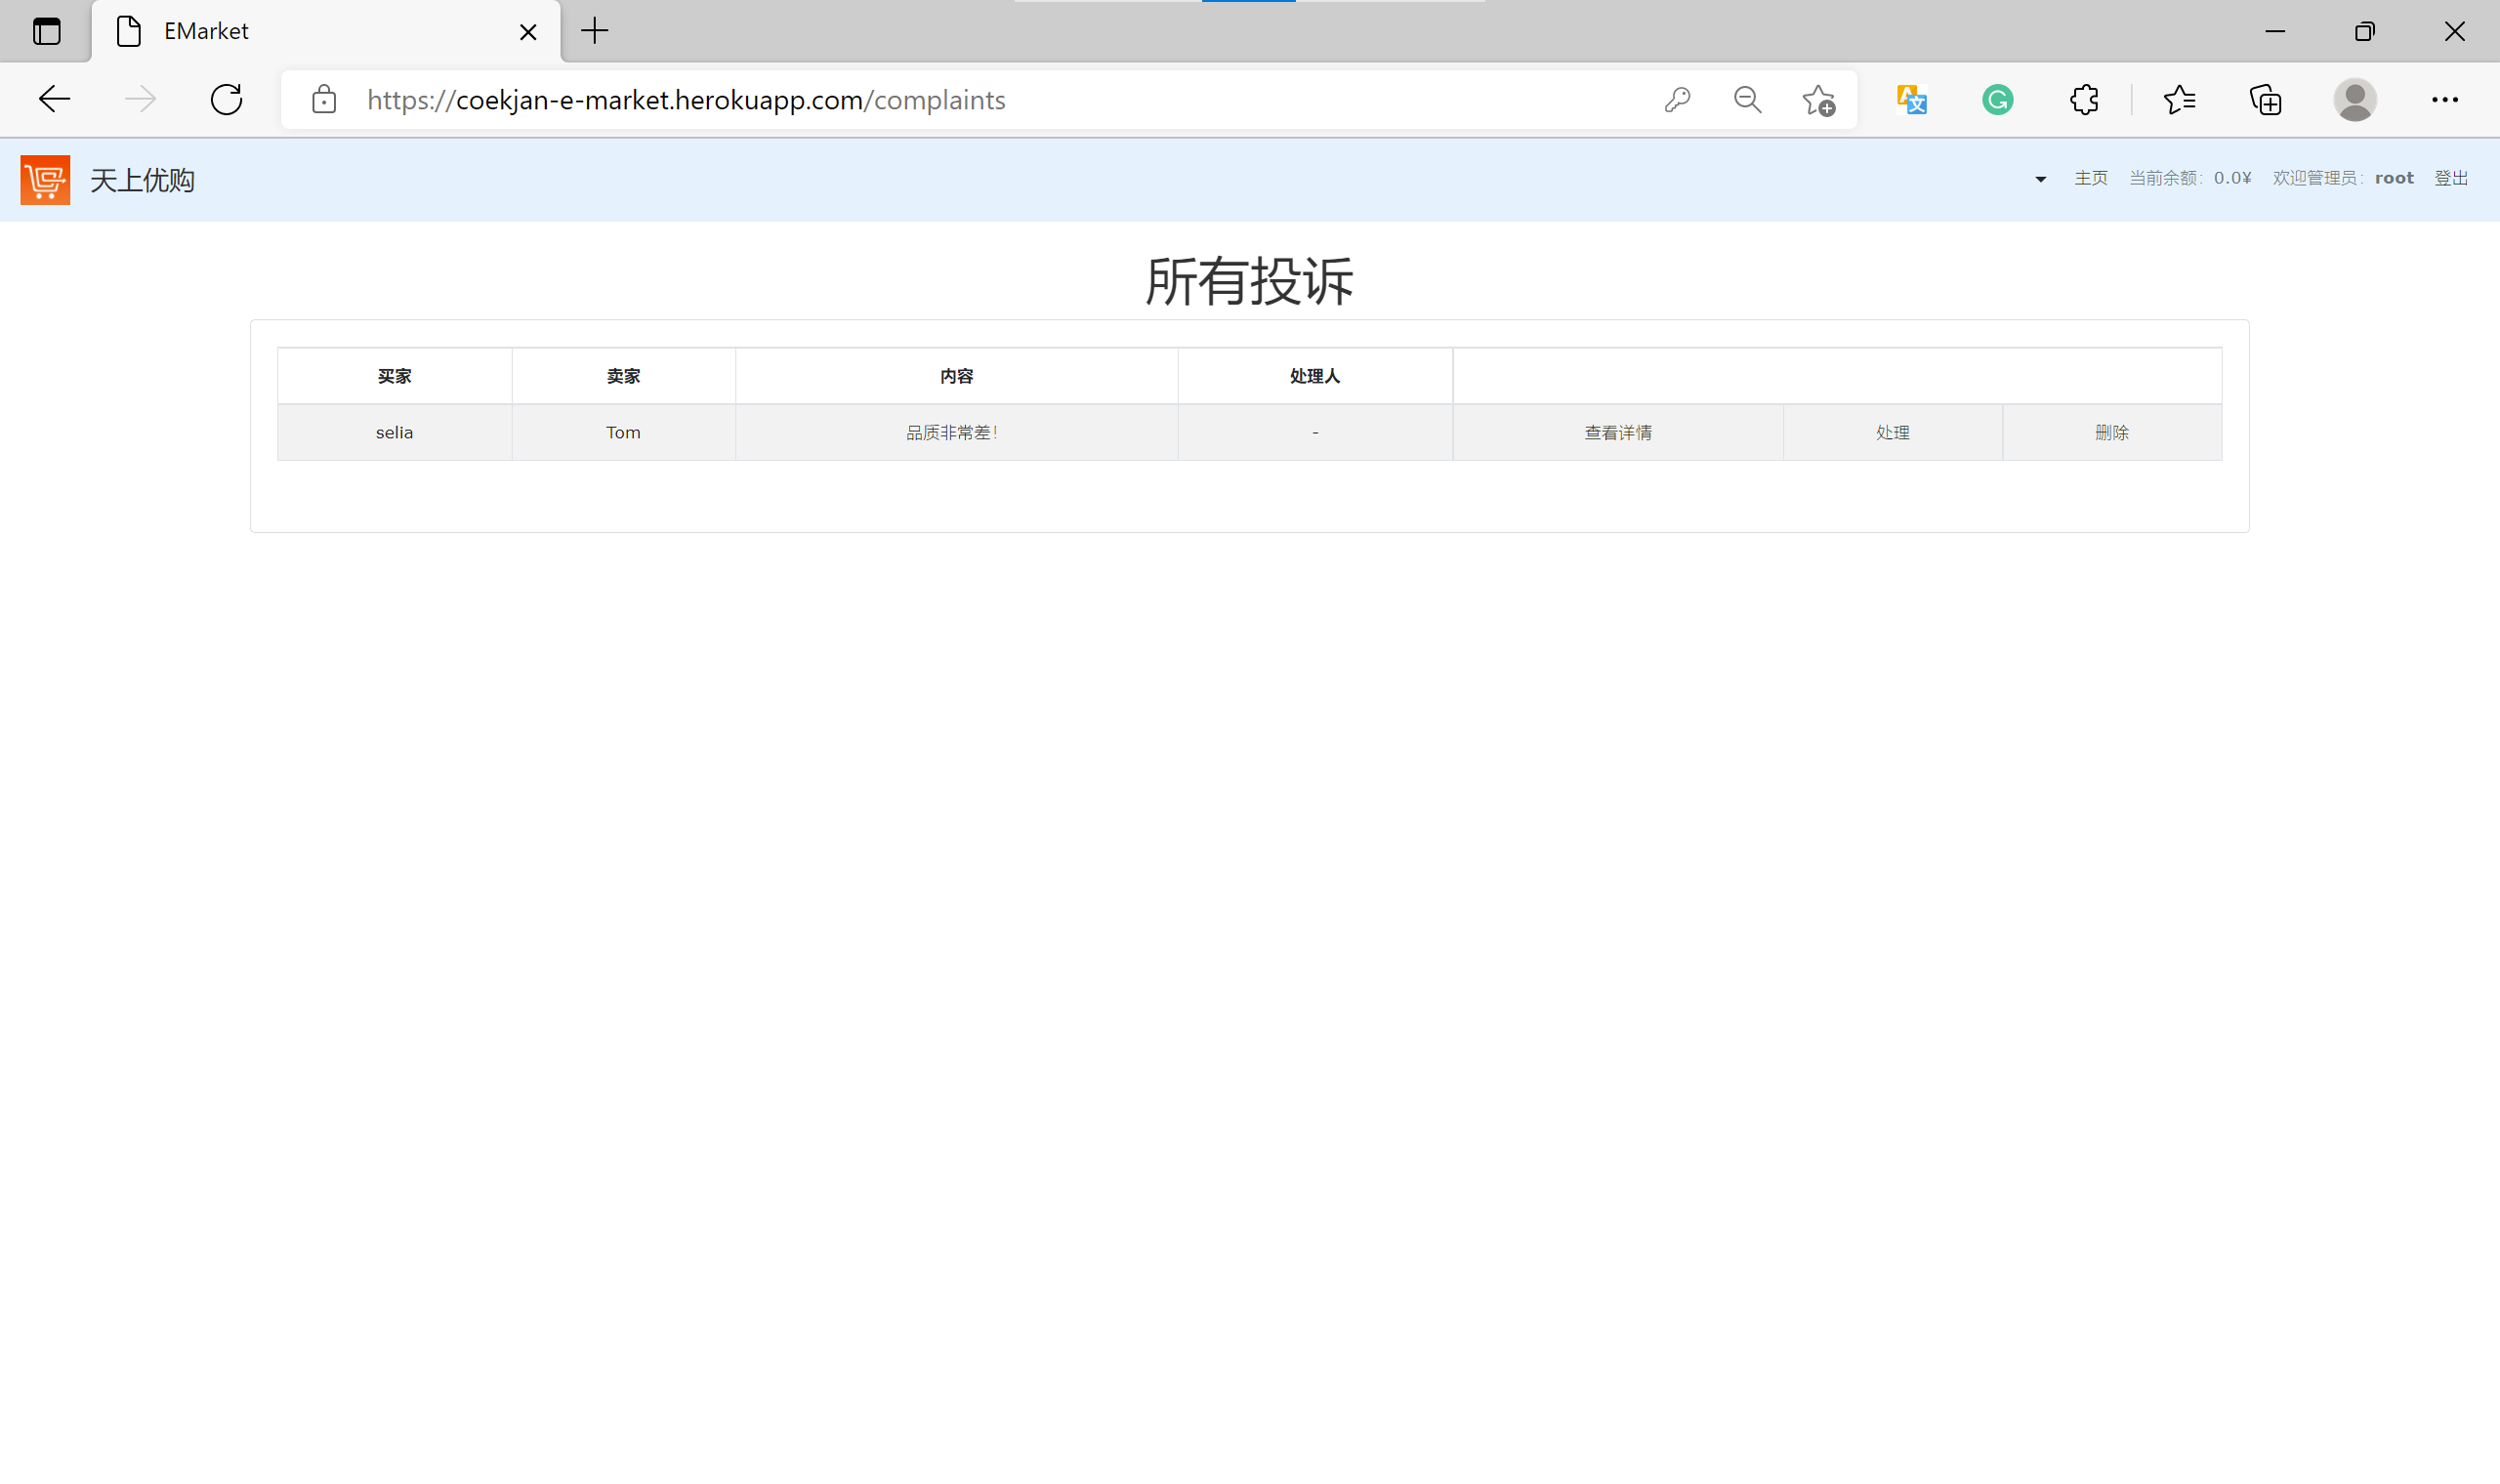 EMarket
https://coekjan-e-market.herokuapp.com/complaints
天上优购
主页 当前余额: 0.0¥ 欢迎管理员: root 登出
所有投诉
买家 卖家 内容 处理人
selia Tom 品质非常差! - 查看详情 处理 删除